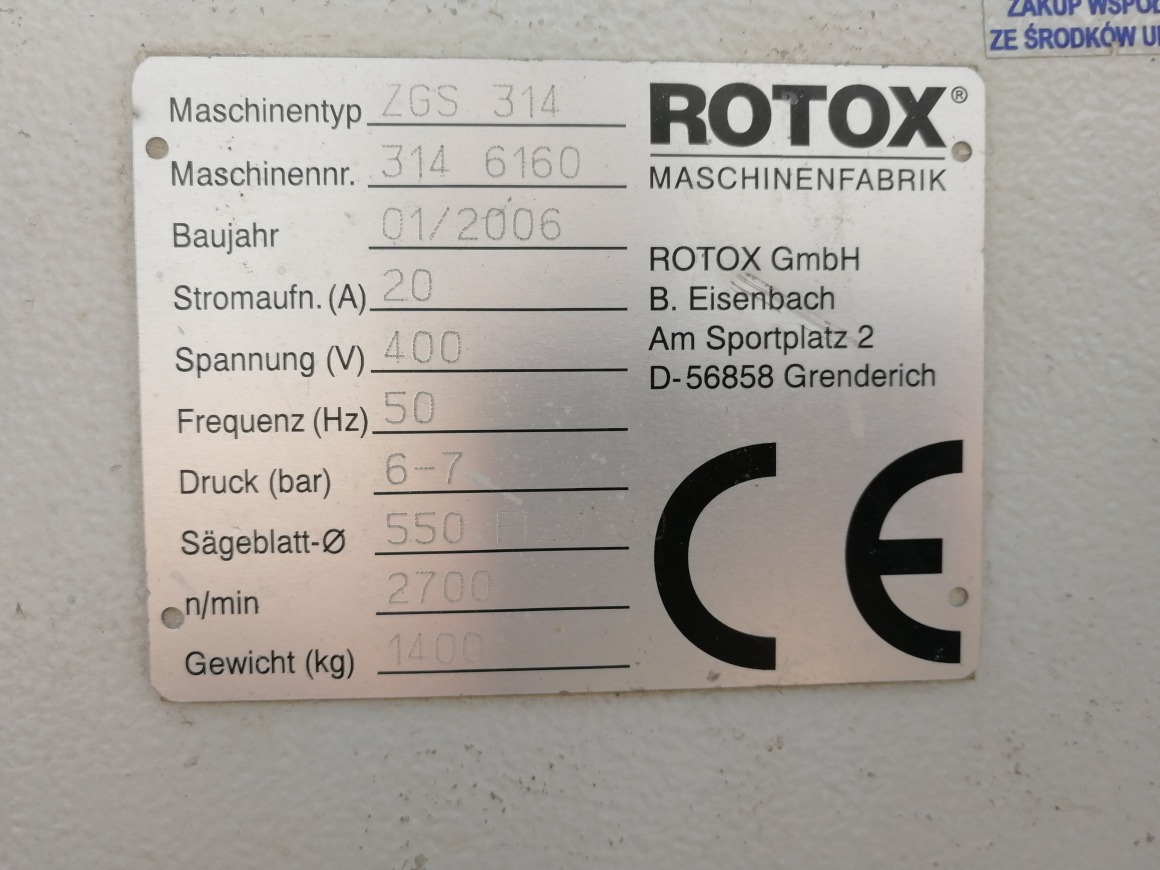 ZAKUP
ZE ŚRODKÓW
Maschinentyp ZGS 314
Maschinennr. 314 6160
Baujahr 01/2006
Stromaufn. (A) 20
Spannung (V) 400
Frequenz (Hz) 50
Druck (bar) 6-7
Sägeblatt-Ø 550
n/min 2700
Gewicht (kg) 1400
ROTOX®
MASCHINENFABRIK
ROTOX GmbH
B. Eisenbach
Am Sportplatz 2
D-56858 Grenderich
CE